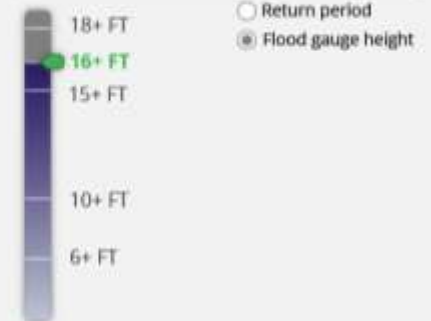 18+ FT
16+ FT
15+ FT
10+ FT
6+ FT
Return period
Flood gauge height